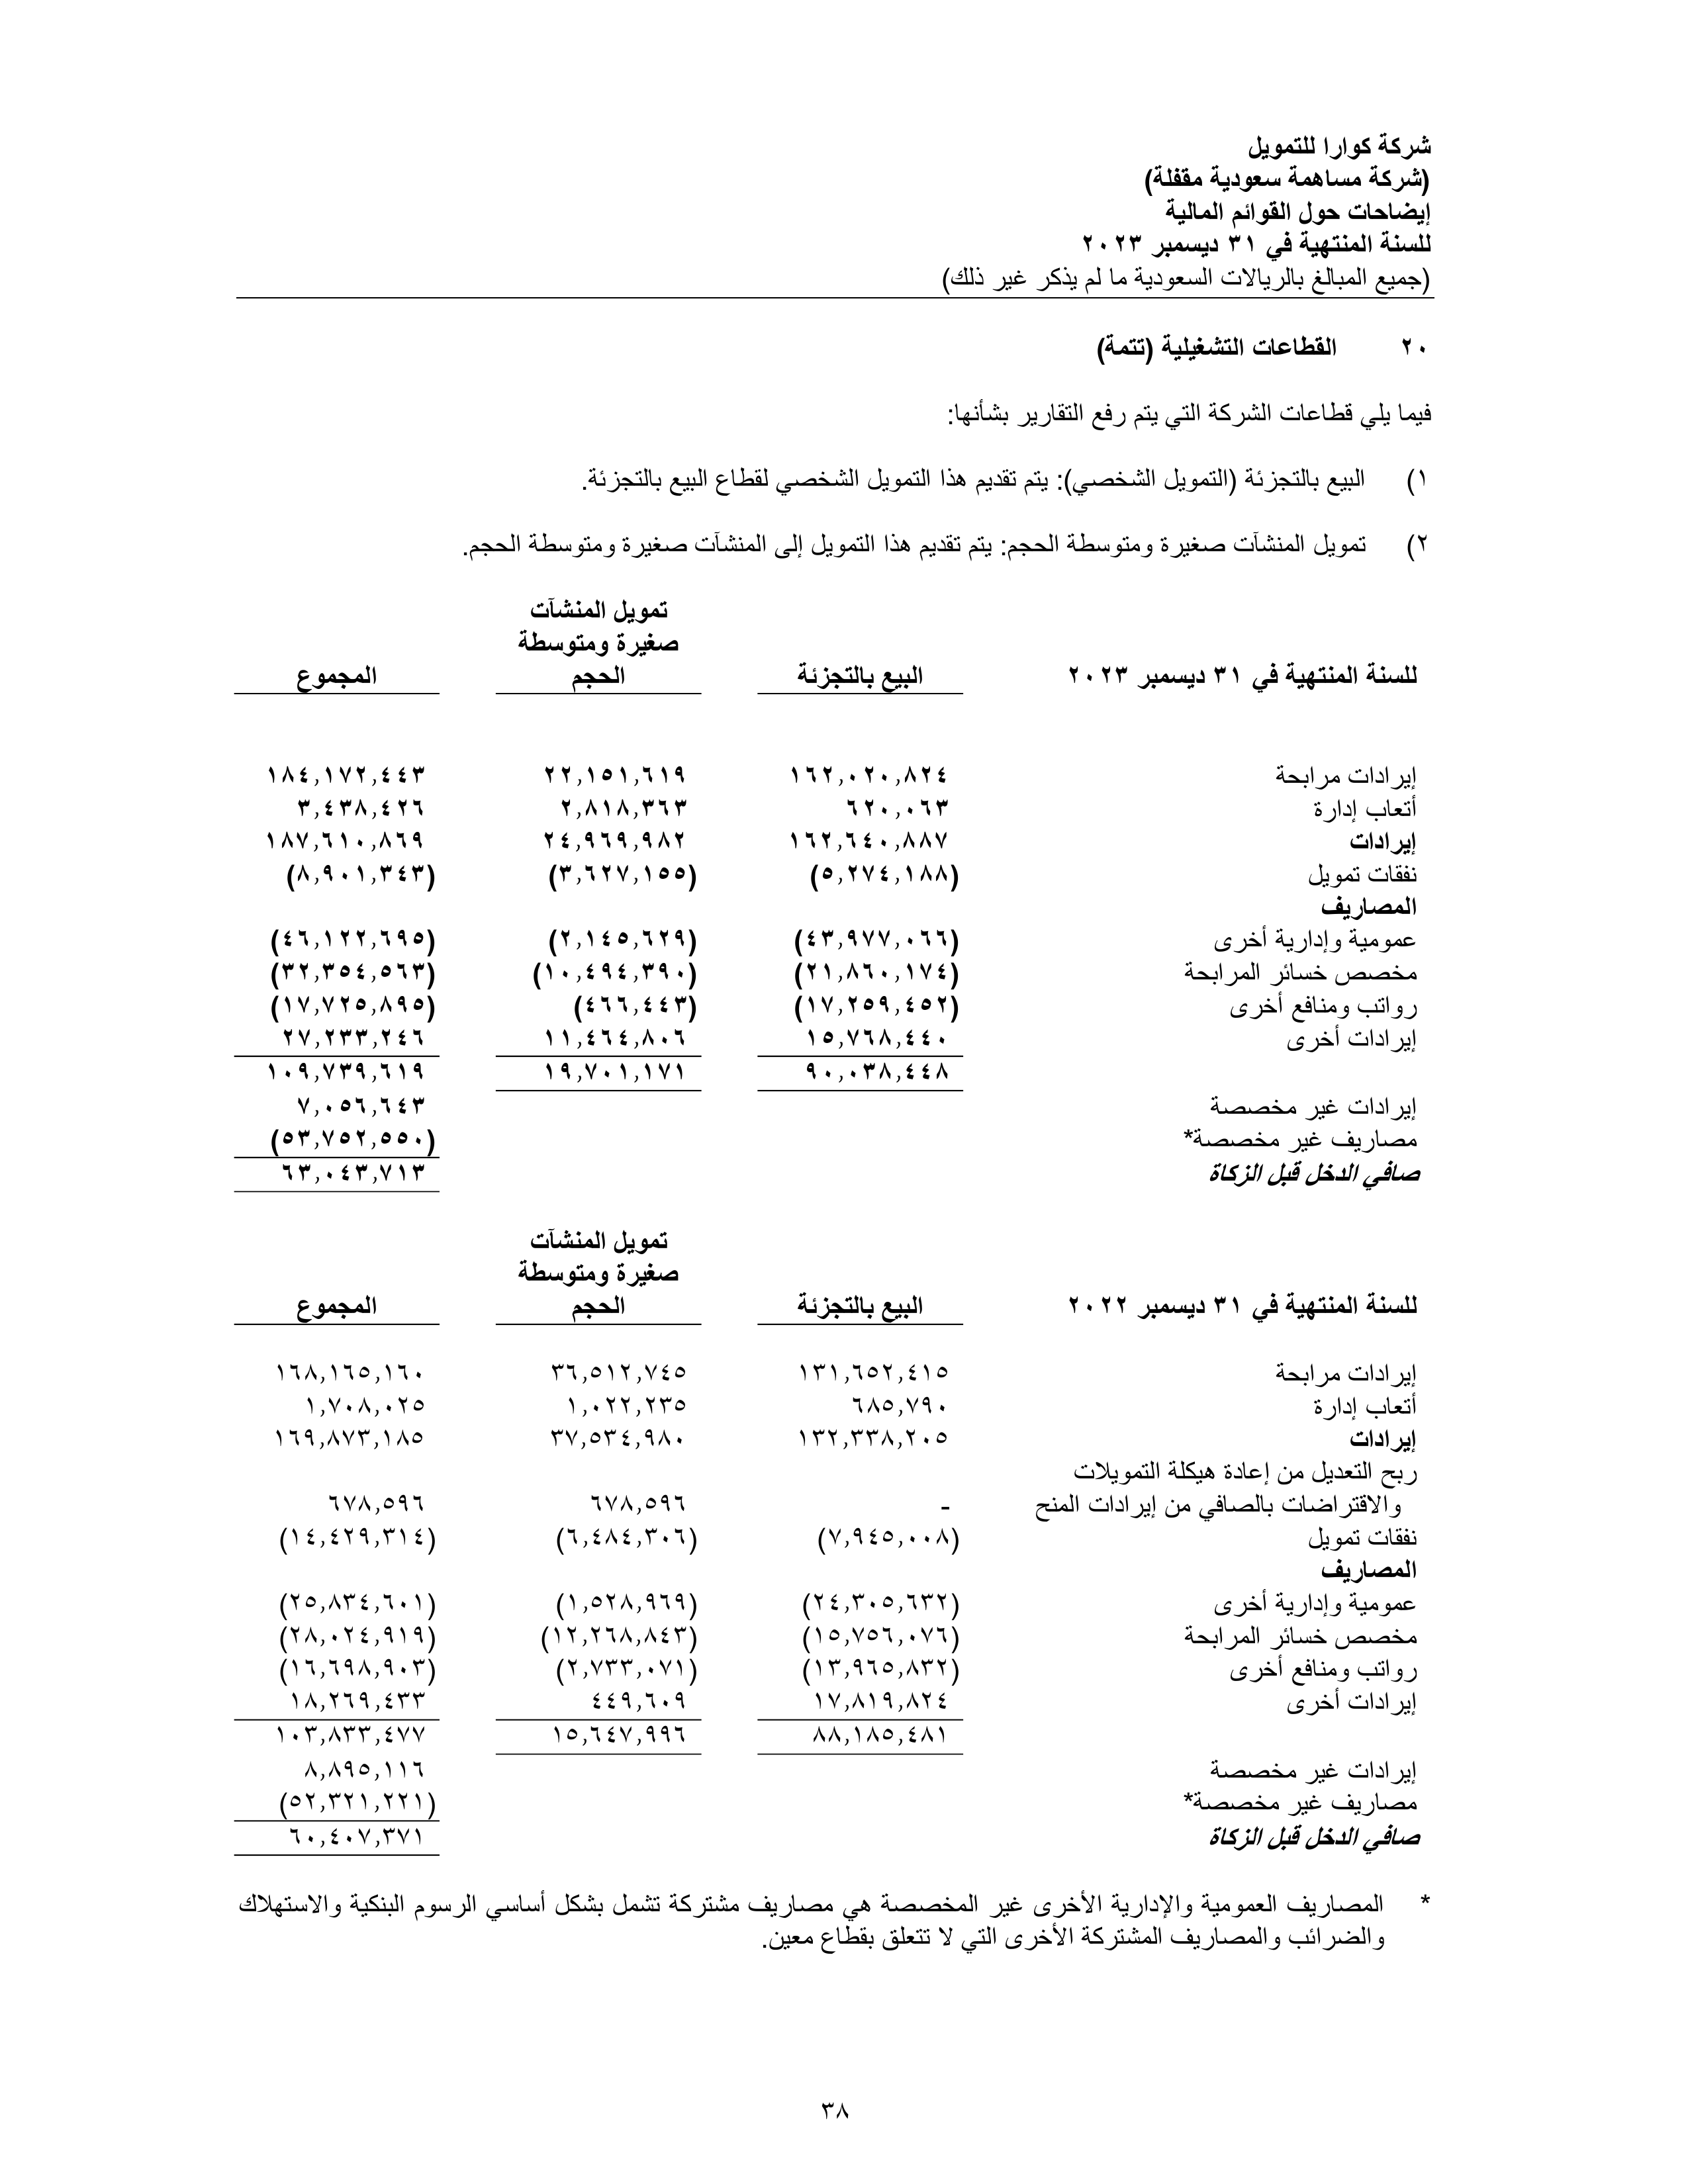 شركة كوارا للتمويل
(شركة مساهمة سعودية مقفلة)
إيضاحات حول القوائم المالية
للسنة المنتهية في ٣١ ديسمبر ٢٠٢٣
(جميع المبالغ بالريالات السعودية ما لم يذكر غير ذلك)
٢٠ القطاعات التشغيلية (تتمة)
فيما يلي قطاعات الشركة التي يتم رفع التقارير بشأنها:
١) البيع بالتجزئة (التمويل الشخصي): يتم تقديم هذا التمويل الشخصي لقطاع البيع بالتجزئة.
٢) تمويل المنشآت صغيرة ومتوسطة الحجم: يتم تقديم هذا التمويل إلى المنشآت صغيرة ومتوسطة الحجم.
تمويل المنشآت
صغيرة ومتوسطة
للسنة المنتهية في ٣١ ديسمبر ٢٠٢٣ البيع بالتجزئة الحجم المجموع
إيرادات مرابحة ١٦٢,٠٢٠,٨٢٤ ٢٢,١٥١,٦١٩ ١٨٤,١٧٢,٤٤٣
أتعاب إدارة ٦٢٠,٠٦٣ ٢,٨١٨,٣٦٣ ٣,٤٣٨,٤٢٦
إيرادات ١٦٢,٦٤٠,٨٨٧ ٢٤,٩٦٩,٩٨٢ ١٨٧,٦١٠,٨٦٩
نفقات تمويل (٥,٢٧٤,١٨٨) (٣,٦٢٧,١٥٥) (٨,٩٠١,٣٤٣)
المصاريف
عمومية وإدارية أخرى (٤٣,٩٧٧,٠٦٦) (٢,١٤٥,٦٢٩) (٤٦,١٢٢,٦٩٥)
مخصص خسائر المرابحة (٢١,٨٦٠,١٧٤) (١٠,٤٩٤,٣٩٠) (٣٢,٣٥٤,٥٦٣)
رواتب ومنافع أخرى (١٧,٢٥٩,٤٥٢) (٤٦٦,٤٤٣) (١٧,٧٢٥,٨٩٥)
إيرادات أخرى ١٥,٧٦٨,٤٤٠ ١١,٤٦٤,٨٠٦ ٢٧,٢٣٣,٢٤٦
٩٠,٠٣٨,٤٤٨ ١٩,٧٠١,١٧١ ١٠٩,٧٣٩,٦١٩
إيرادات غير مخصصة ٧,٠٥٦,٦٤٣
مصاريف غير مخصصة* (٥٣,٧٥٢,٥٥٠)
صافي الدخل قبل الزكاة ٦٣,٠٤٣,٧١٣
تمويل المنشآت
صغيرة ومتوسطة
للسنة المنتهية في ٣١ ديسمبر ٢٠٢٢ البيع بالتجزئة الحجم المجموع
إيرادات مرابحة ١٣١,٦٥٢,٤١٥ ٣٦,٥١٢,٧٤٥ ١٦٨,١٦٥,١٦٠
أتعاب إدارة ٦٨٥,٧٩٠ ١,٠٢٢,٢٣٥ ١,٧٠٨,٠٢٥
إيرادات ١٣٢,٣٣٨,٢٠٥ ٣٧,٥٣٤,٩٨٠ ١٦٩,٨٧٣,١٨٥
ربح التعديل من إعادة هيكلة التمويلات
والاقتراضات بالصافي من إيرادات المنح - ٦٧٨,٥٩٦ ٦٧٨,٥٩٦
نفقات تمويل (٧,٩٤٥,٠٠٨) (٦,٤٨٤,٣٠٦) (١٤,٤٢٩,٣١٤)
المصاريف
عمومية وإدارية أخرى (٢٤,٣٠٥,٦٣٢) (١,٥٢٨,٩٦٩) (٢٥,٨٣٤,٦٠١)
مخصص خسائر المرابحة (١٥,٧٥٦,٠٧٦) (١٢,٢٦٨,٨٤٣) (٢٨,٠٢٤,٩١٩)
رواتب ومنافع أخرى (١٣,٩٦٥,٨٣٢) (٢,٧٣٣,٠٧١) (١٦,٦٩٨,٩٠٣)
إيرادات أخرى ١٧,٨١٩,٨٢٤ ٤٤٩,٦٠٩ ١٨,٢٦٩,٤٣٣
٨٨,١٨٥,٤٨١ ١٥,٦٤٧,٩٩٦ ١٠٣,٨٣٣,٤٧٧
إيرادات غير مخصصة ٨,٨٩٥,١١٦
مصاريف غير مخصصة* (٥٢,٣٢١,٢٢١)
صافي الدخل قبل الزكاة ٦٠,٤٠٧,٣٧١
* المصاريف العمومية والإدارية الأخرى غير المخصصة هي مصاريف مشتركة تشمل بشكل أساسي الرسوم البنكية والاستهلاك
والضرائب والمصاريف المشتركة الأخرى التي لا تتعلق بقطاع معين.
٣٨